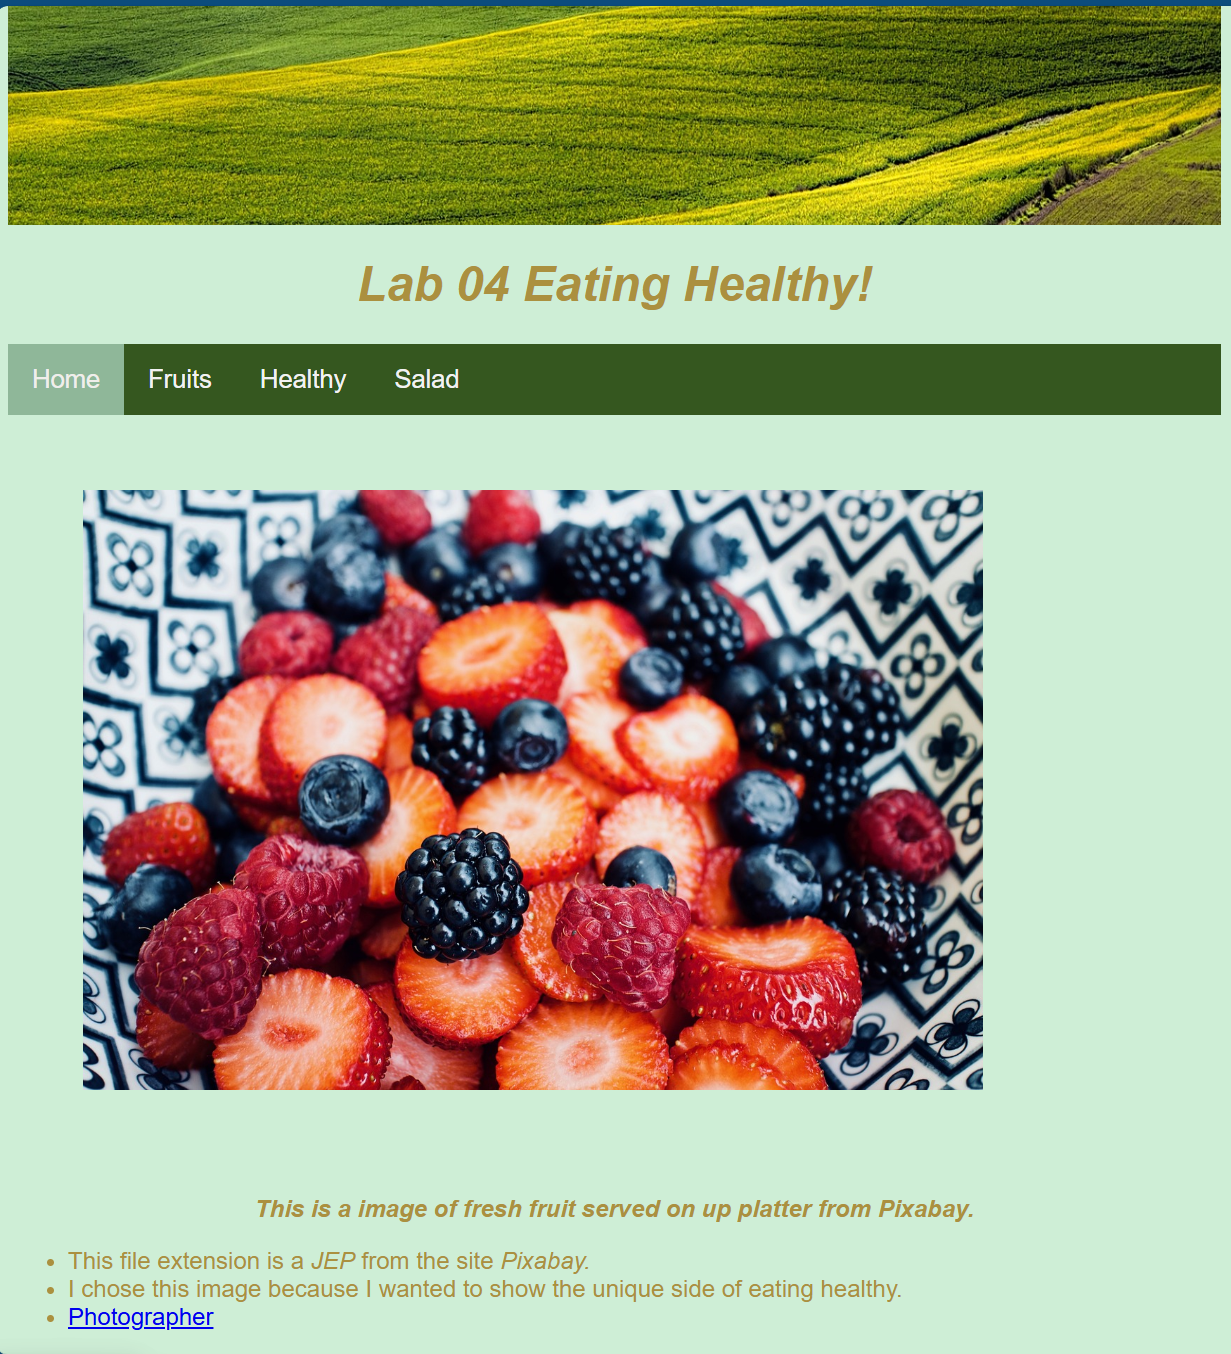 Lab 04 Eating Healthy!
Home Fruits Healthy Salad
This is a image of fresh fruit served on up platter from Pixabay.
This file extension is a JEP from the site Pixabay.
I chose this image because I wanted to show the unique side of eating healthy.
Photographer